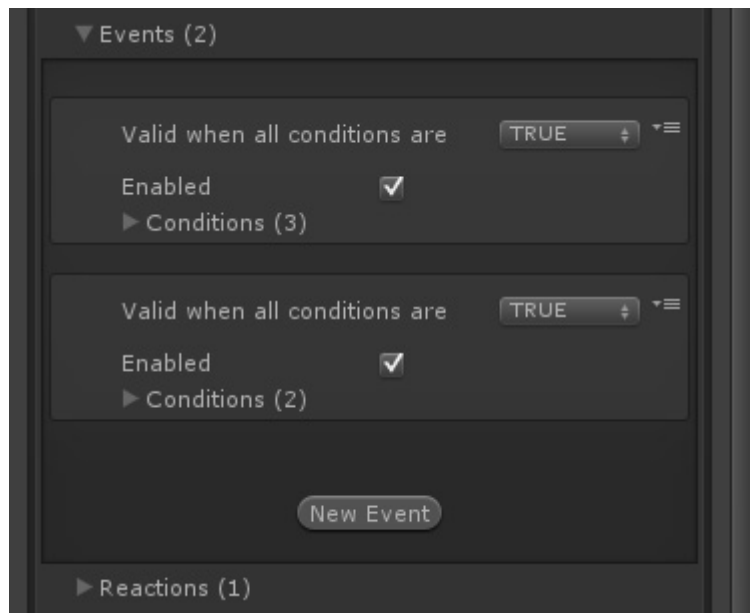 Events (2)
Valid when all conditions are TRUE
Enabled
Conditions (3)
Valid when all conditions are TRUE
Enabled
Conditions (2)
New Event
Reactions (1)